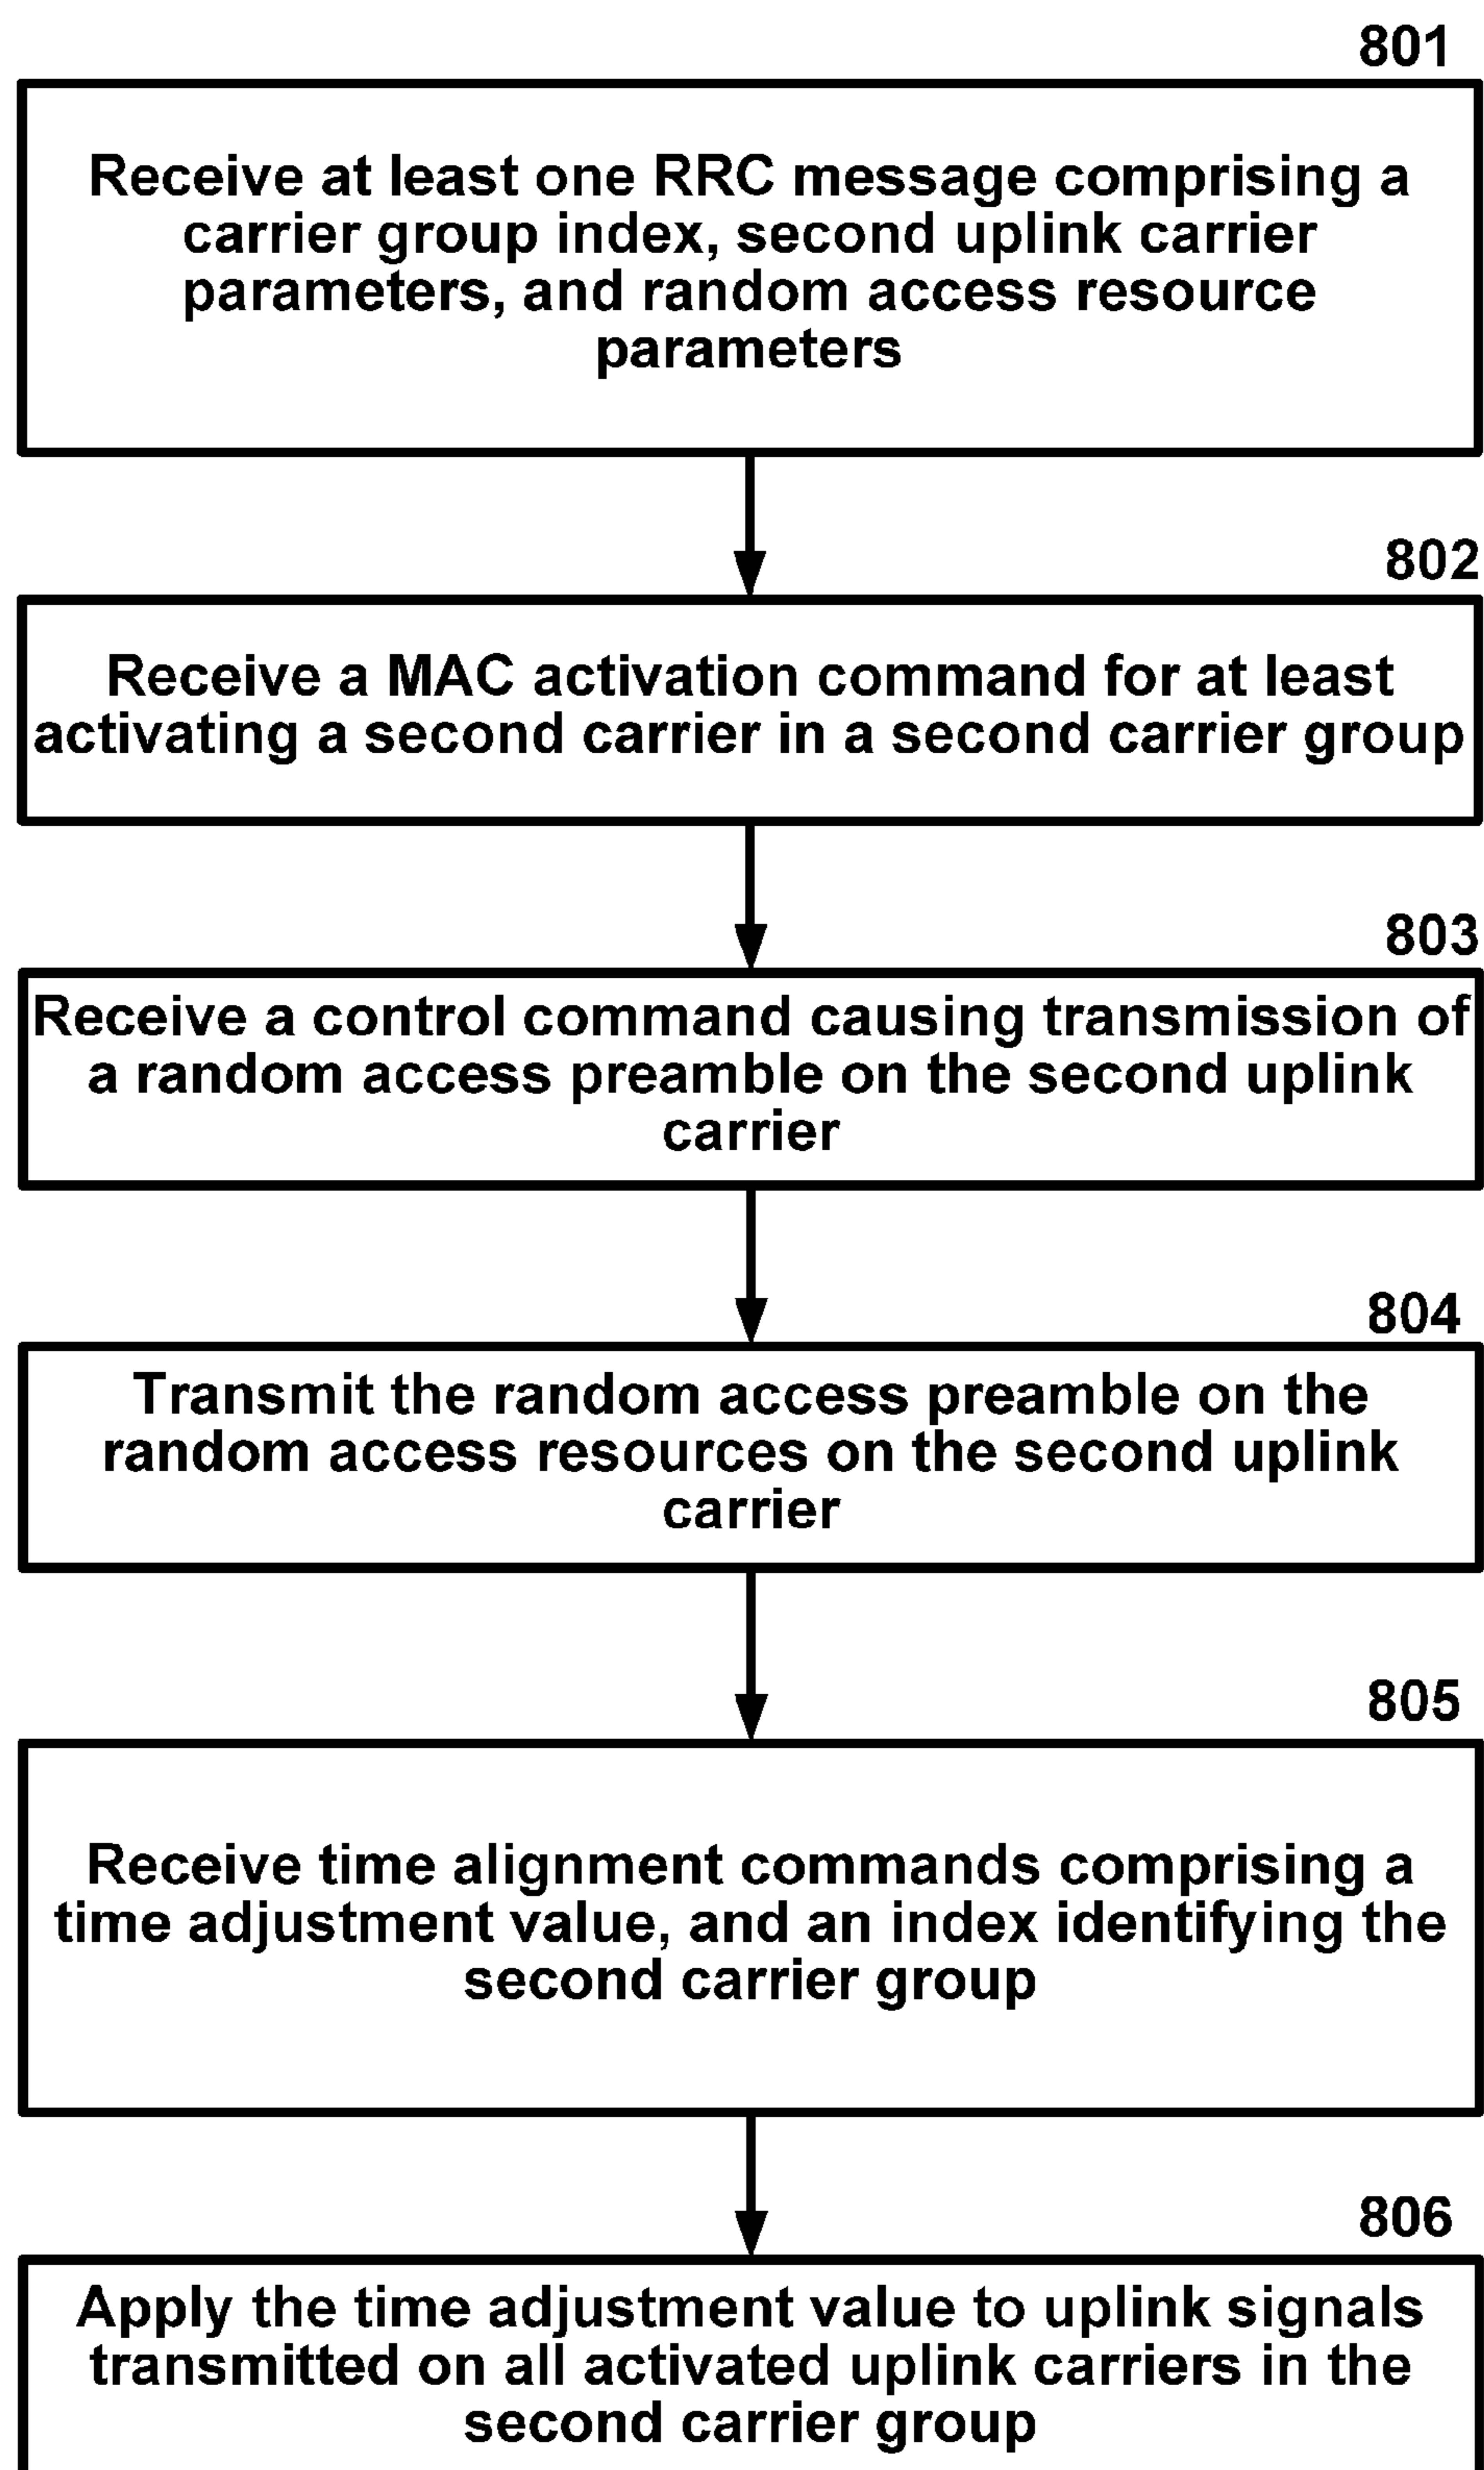 801
Receive at least one RRC message comprising a
carrier group index, second uplink carrier
parameters, and random access resource
parameters
802
Receive a MAC activation command for at least
activating a second carrier in a second carrier group
803
Receive a control command causing transmission of
a random access preamble on the second uplink
carrier
804
Transmit the random access preamble on the
random access resources on the second uplink
carrier
805
Receive time alignment commands comprising a
time adjustment value, and an index identifying the
second carrier group
806
Apply the time adjustment value to uplink signals
transmitted on all activated uplink carriers in the
second carrier group